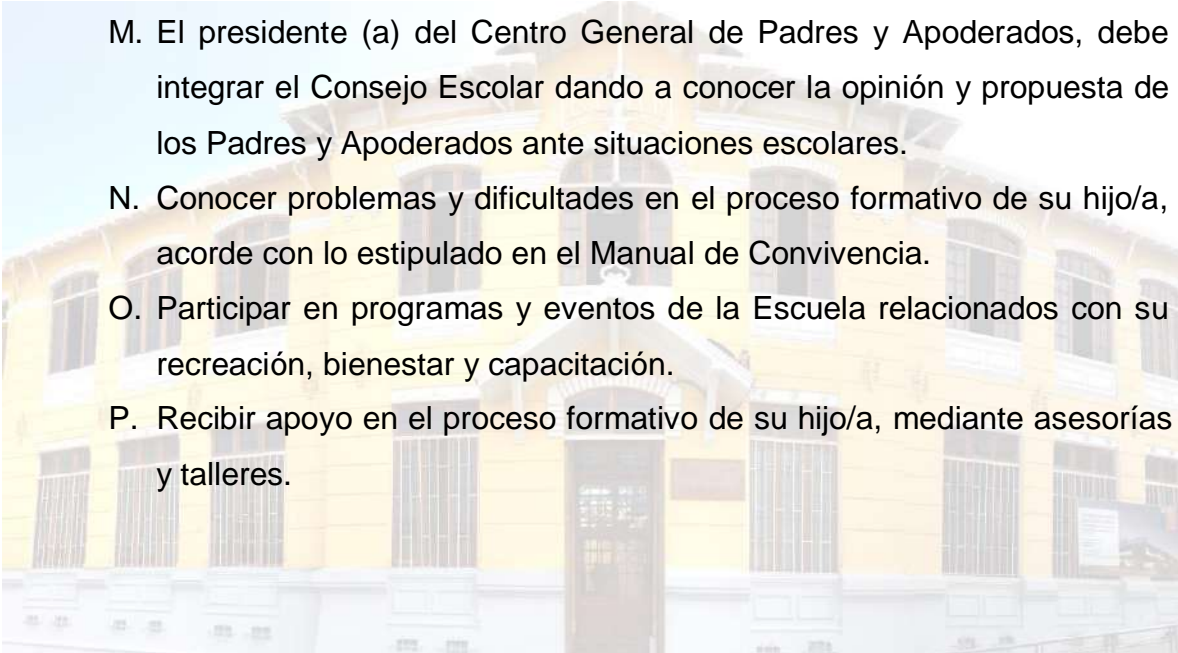 M. El presidente (a) del Centro General de Padres y Apoderados, debe
integrar el Consejo Escolar dando a conocer la opinión y propuesta de
los Padres y Apoderados ante situaciones escolares.
N. Conocer problemas y dificultades en el proceso formativo de su hijo/a,
acorde con lo estipulado en el Manual de Convivencia.
O. Participar en programas y eventos de la Escuela relacionados con su
recreación, bienestar y capacitación.
P. Recibir apoyo en el proceso formativo de su hijo/a, mediante asesorías
y talleres.